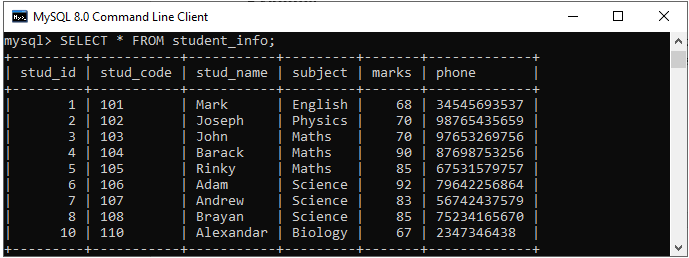 MySQL 8.0 Command Line Client
mysql> SELECT * FROM student_info;
+---------+-----------+-----------+---------+-------+-------------+
| stud_id | stud_code | stud_name | subject | marks | phone       |
+---------+-----------+-----------+---------+-------+-------------+
|       1 | 101       | Mark      | English |    68 | 34545693537 |
|       2 | 102       | Joseph    | Physics |    70 | 98765435659 |
|       3 | 103       | John      | Maths   |    70 | 97653269756 |
|       4 | 104       | Barack    | Maths   |    90 | 87698753256 |
|       5 | 105       | Rinky     | Maths   |    85 | 67531579757 |
|       6 | 106       | Adam      | Science |    92 | 79642256864 |
|       7 | 107       | Andrew    | Science |    83 | 56742437579 |
|       8 | 108       | Brayan    | Science |    85 | 75234165670 |
|      10 | 110       | Alexandar | Biology |    67 | 2347346438  |
+---------+-----------+-----------+---------+-------+-------------+